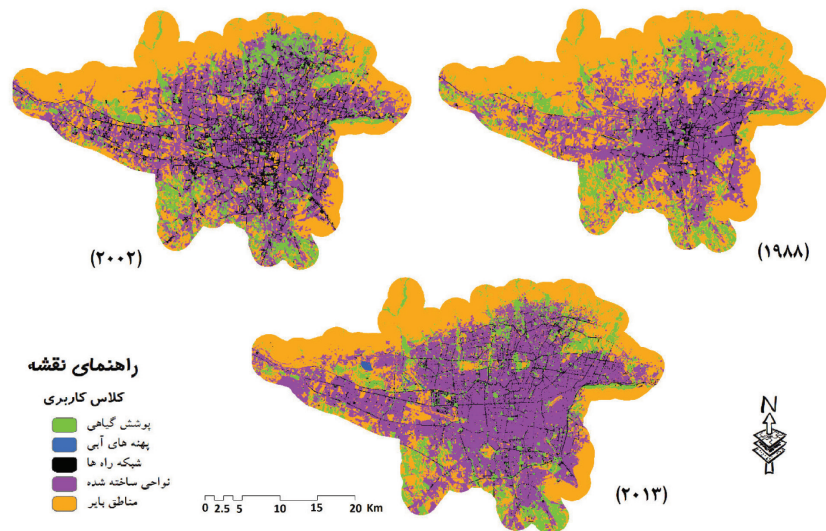 (۲۰۰۲)
(۱۹۸۸)
(۲۰۱۳)
راهنمای نقشه
کلاس کاربری
پوشش گیاهی
پهنه های آبی
شبکه راه ها
نواحی ساخته شده
مناطق بایر
0 2.5 5 10 15 20 Km
N